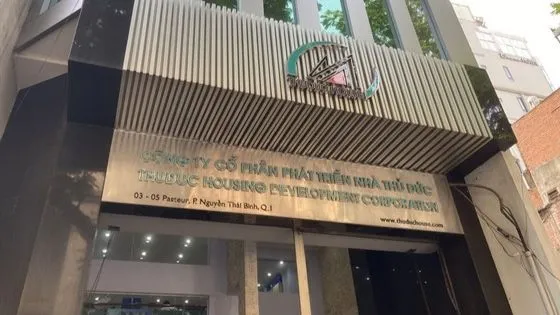 CÔNG TY CỔ PHẦN PHÁT TRIỂN NHÀ THỦ ĐỨC
THUDUC HOUSING DEVELOPMENT CORPORATION
03 - 05 Pasteur, P. Nguyễn Thái Bình, Q.1
www.thuduchouse.com